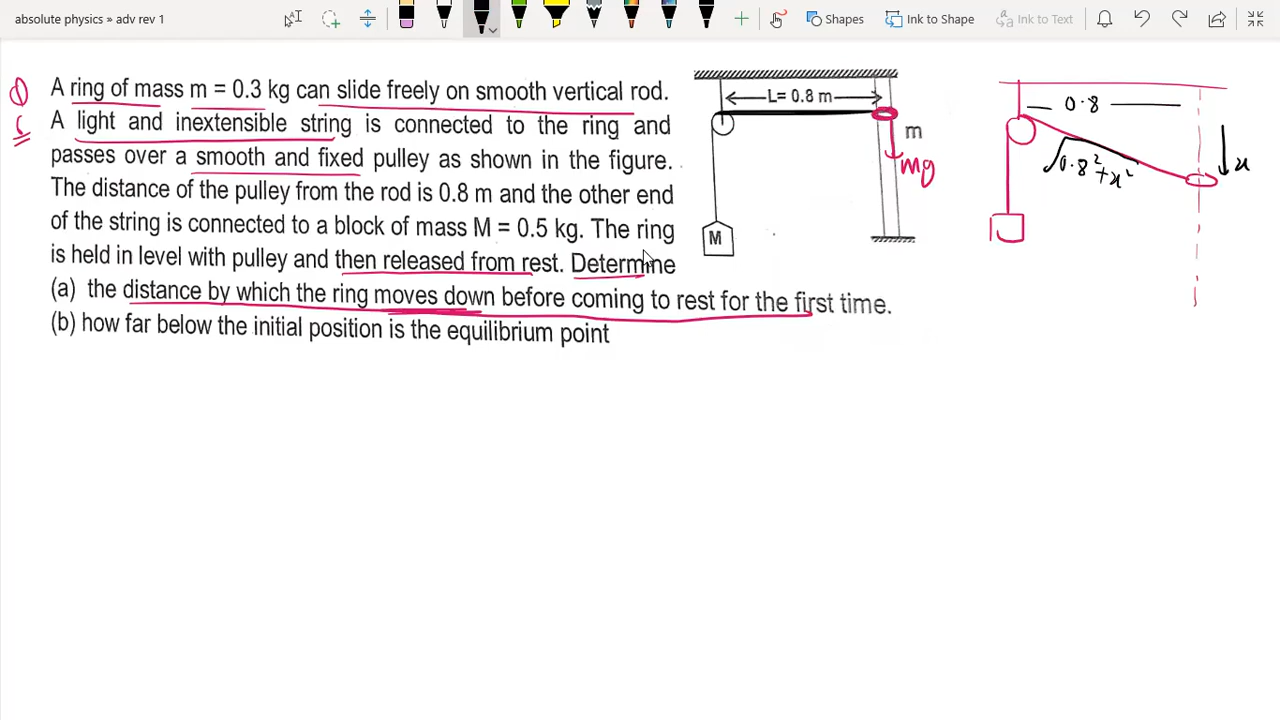 absolute physics » adv rev 1
Shapes
Ink to Shape
Ink to Text
A ring of mass m = 0.3 kg can slide freely on smooth vertical rod.
A light and inextensible string is connected to the ring and
passes over a smooth and fixed pulley as shown in the figure.
The distance of the pulley from the rod is 0.8 m and the other end
of the string is connected to a block of mass M = 0.5 kg. The ring
is held in level with pulley and then released from rest. Determine
(a) the distance by which the ring moves down before coming to rest for the first time.
(b) how far below the initial position is the equilibrium point
L= 0.8 m
m
mg
M
0.8
√0.8²+x²
x